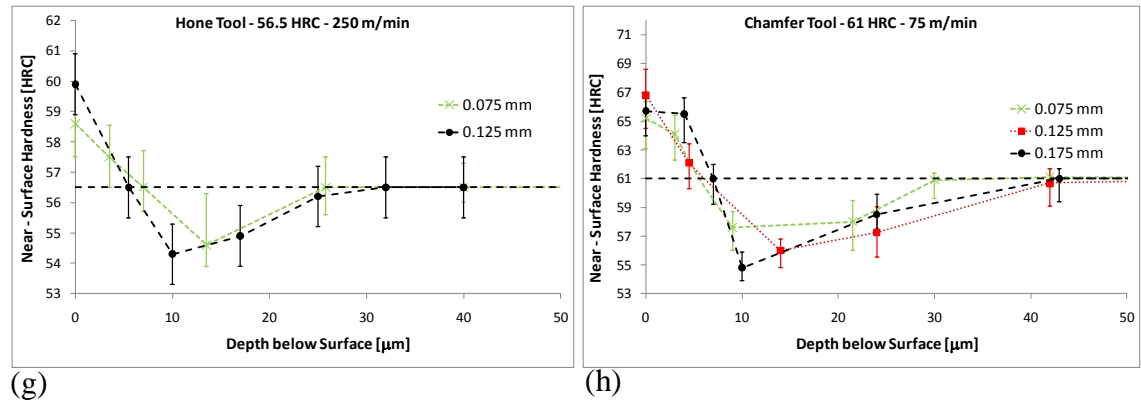 Hone Tool - 56.5 HRC - 250 m/min
Near - Surface Hardness [HRC]
62
61
60
59
58
57
56
55
54
53
0.075 mm
0.125 mm
0
10
20
30
40
50
Depth below Surface [μm]
(g)
Chamfer Tool - 61 HRC - 75 m/min
Near - Surface Hardness [HRC]
71
69
67
65
63
61
59
57
55
53
0.075 mm
0.125 mm
0.175 mm
0
10
20
30
40
50
Depth below Surface [μm]
(h)